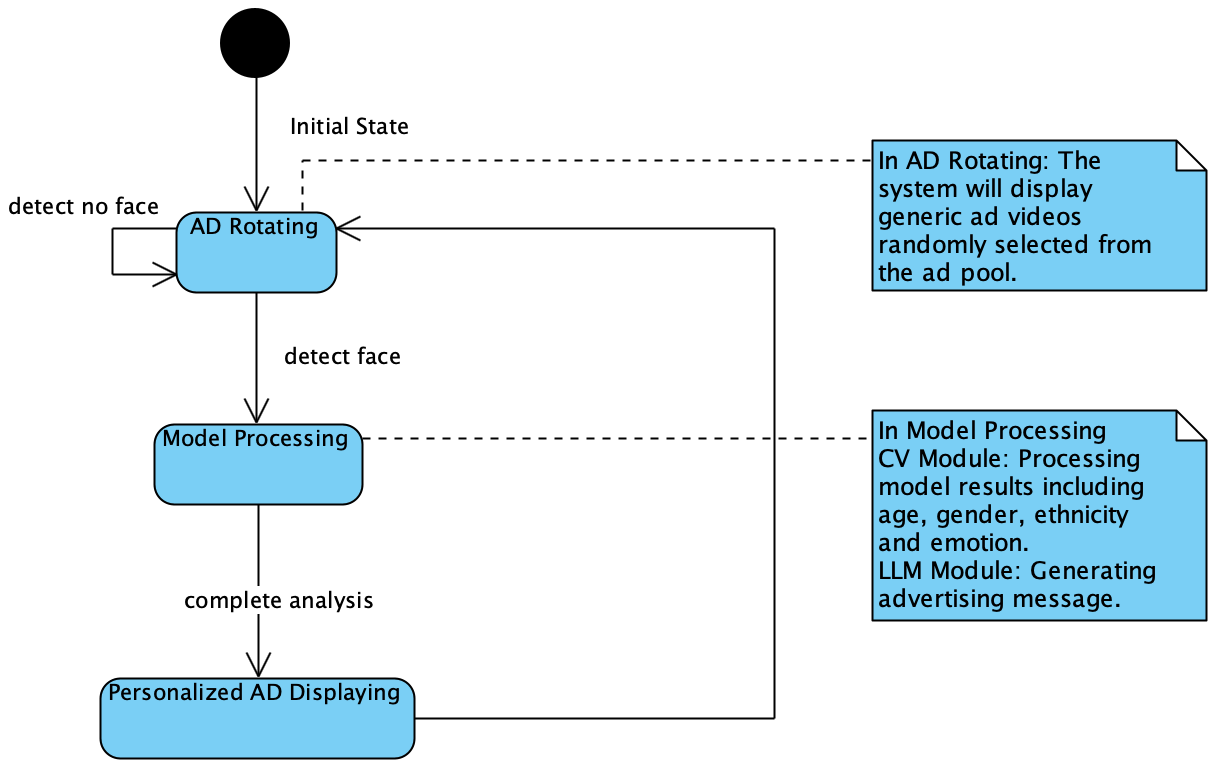 Initial State
In AD Rotating: The
system will display
generic ad videos
randomly selected from
the ad pool.
detect no face
AD Rotating
detect face
Model Processing
In Model Processing
CV Module: Processing
model results including
age, gender, ethnicity
and emotion.
LLM Module: Generating
advertising message.
complete analysis
Personalized AD Displaying